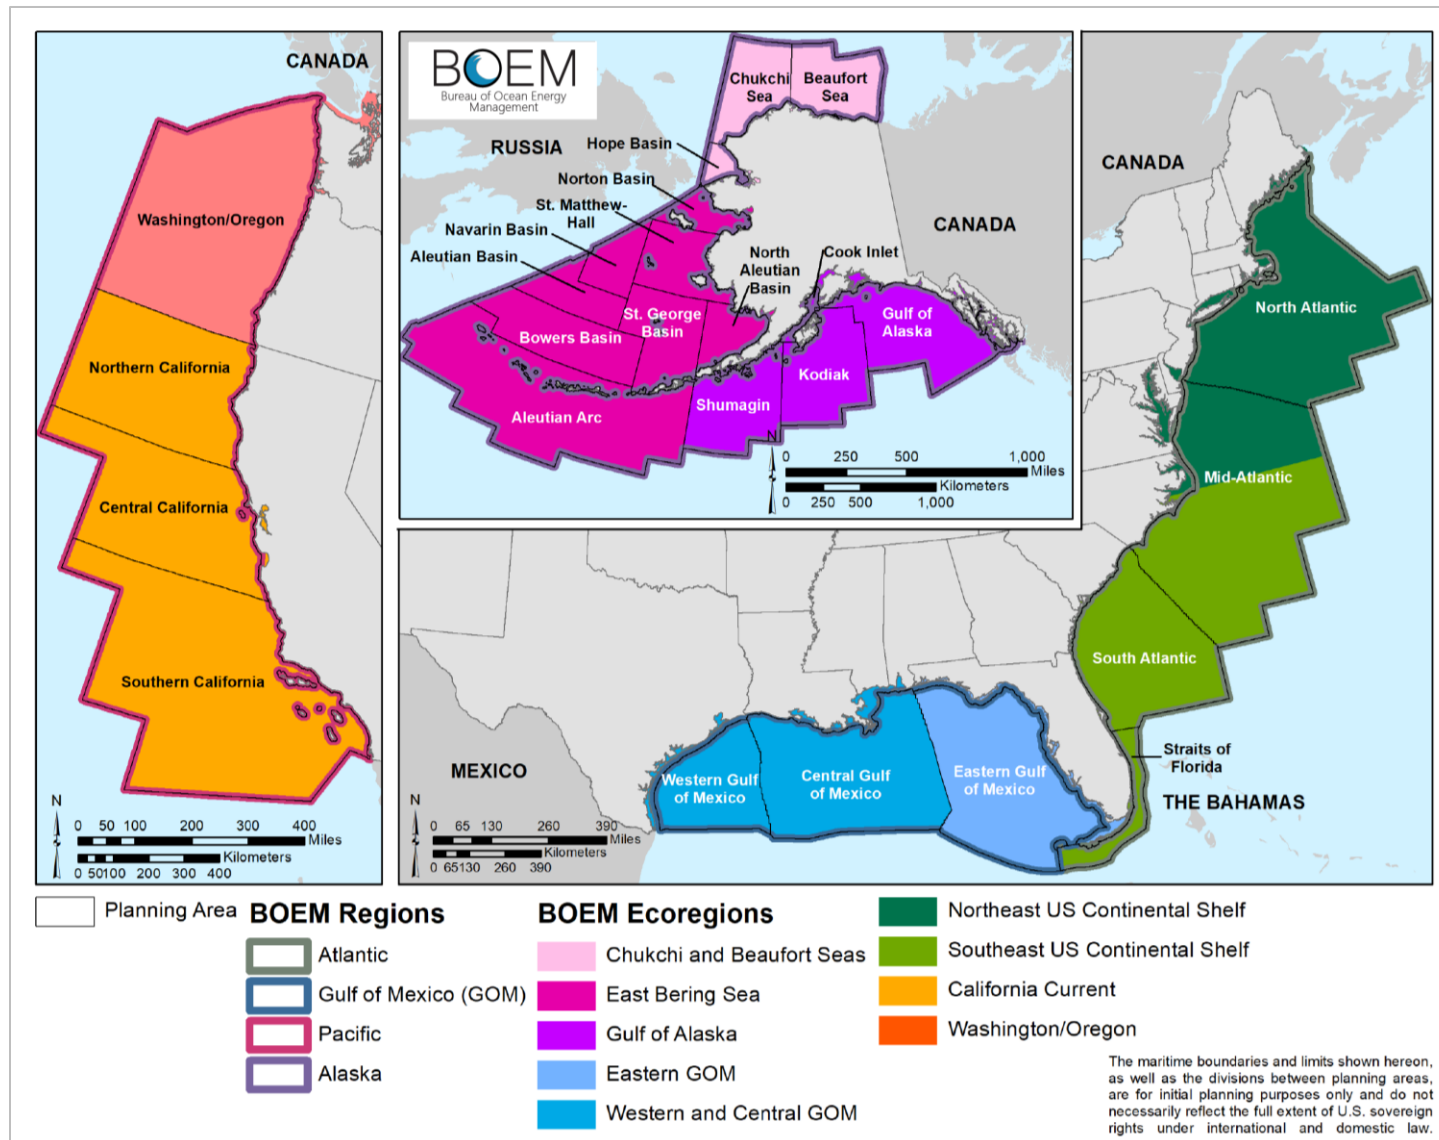 CANADA
Washington/Oregon
Northern California
Central California
Southern California
N
0 50 100 200 300 400
Miles
Kilometers
0 50100 200 300 400
BOEM
Bureau of Ocean Energy
Management
Chukchi
Sea
Beaufort
Sea
RUSSIA
Hope Basin
Norton Basin
St. Matthew-
Hall
Navarin Basin
Aleutian Basin
North
Aleutian
Basin
Cook Inlet
CANADA
St. George
Basin
Bowers Basin
Gulf of
Alaska
Kodiak
Shumagin
Aleutian Arc
N
0 250 500 1,000
Miles
Kilometers
0 250 500 1,000
CANADA
North Atlantic
Mid-Atlantic
South Atlantic
Straits of
Florida
THE BAHAMAS
MEXICO
Western Gulf
of Mexico
Central Gulf
of Mexico
Eastern Gulf
of Mexico
N
0 65 130 260 390
Miles
Kilometers
0 65130 260 390
Planning Area
BOEM Regions
Atlantic
Gulf of Mexico (GOM)
Pacific
Alaska
BOEM Ecoregions
Chukchi and Beaufort Seas
East Bering Sea
Gulf of Alaska
Eastern GOM
Western and Central GOM
Northeast US Continental Shelf
Southeast US Continental Shelf
California Current
Washington/Oregon
The maritime boundaries and limits shown hereon,
as well as the divisions between planning areas,
are for initial planning purposes only and do not
necessarily reflect the full extent of U.S. sovereign
rights under international and domestic law.